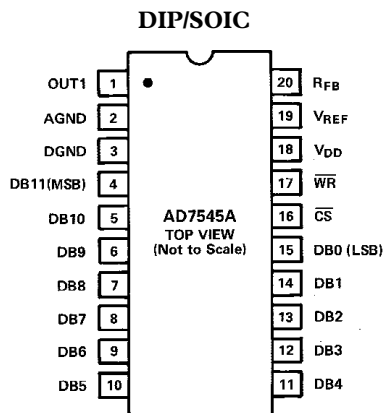 DIP/SOIC
OUT1 1
AGND 2
DGND 3
DB11(MSB) 4
DB10 5
DB9 6
DB8 7
DB7 8
DB6 9
DB5 10
AD7545A
TOP VIEW
(Not to Scale)
20 RFB
19 VREF
18 VDD
17 W̅R̅
16 C̅S̅
15 DB0 (LSB)
14 DB1
13 DB2
12 DB3
11 DB4